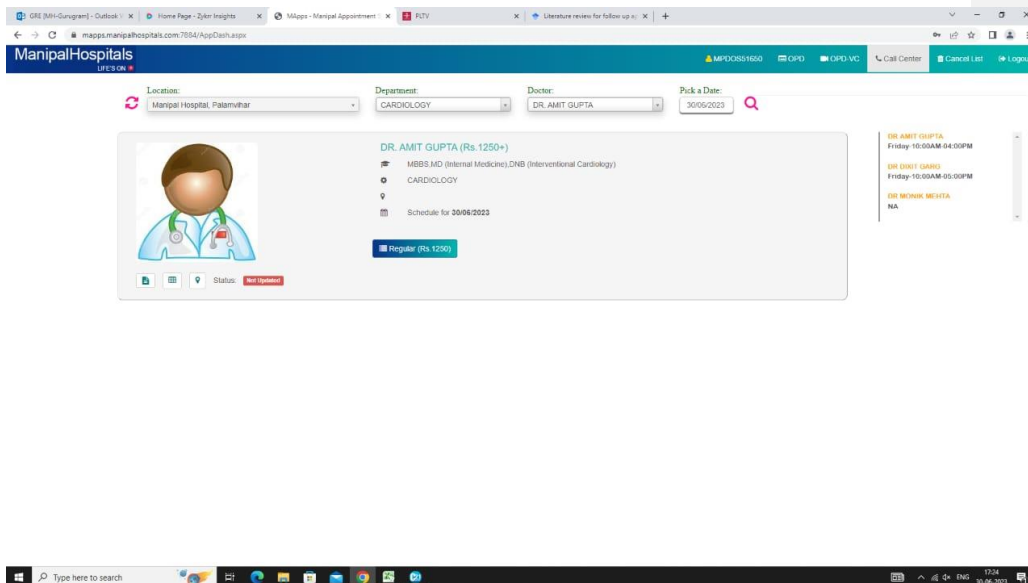 GRE [MH-Gurugram] - Outlook
Home Page - Zykrr Insights
MApps - Manipal Appointment
PLTV
Literature review for follow up
mapps.manipalhospitals.com:7884/AppDash.aspx
ManipalHospitals
LIFE'S ON
MPDOS51650
OPD
OPD-VC
Call Center
Cancel List
Logou
Location:
Manipal Hospital, Palamvihar
Department:
CARDIOLOGY
Doctor:
DR. AMIT GUPTA
Pick a Date:
30/06/2023
DR. AMIT GUPTA (Rs.1250+)
MBBS,MD (Internal Medicine),DNB (Interventional Cardiology)
CARDIOLOGY
Schedule for 30/06/2023
Regular (Rs.1250)
Status: Not Updated
DR AMIT GUPTA
Friday-10:00AM-04:00PM
DR DIXIT GARG
Friday-10:00AM-05:00PM
DR MONIK MEHTA
NA
Type here to search
ENG
17:24
30-06-2023